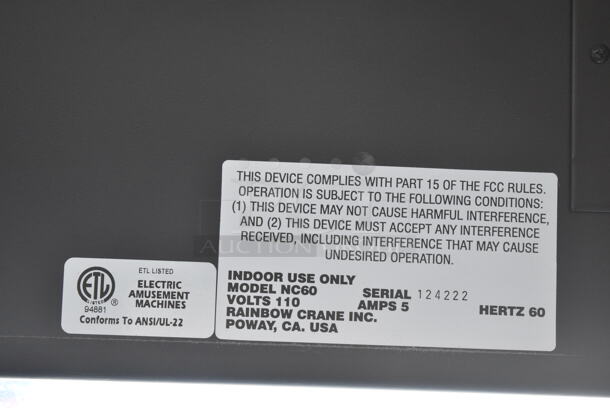 THIS DEVICE COMPLIES WITH PART 15 OF THE FCC RULES.
OPERATION IS SUBJECT TO THE FOLLOWING CONDITIONS:
(1) THIS DEVICE MAY NOT CAUSE HARMFUL INTERFERENCE,
AND (2) THIS DEVICE MUST ACCEPT ANY INTERFERENCE
RECEIVED, INCLUDING INTERFERENCE THAT MAY CAUSE
UNDESIRED OPERATION.
INDOOR USE ONLY
MODEL NC60 SERIAL 124222
VOLTS 110 AMPS 5 HERTZ 60
RAINBOW CRANE INC.
POWAY, CA. USA
ETL LISTED
ETL LISTED ®
94881
ELECTRIC
AMUSEMENT
MACHINES
Conforms To ANSI/UL-22